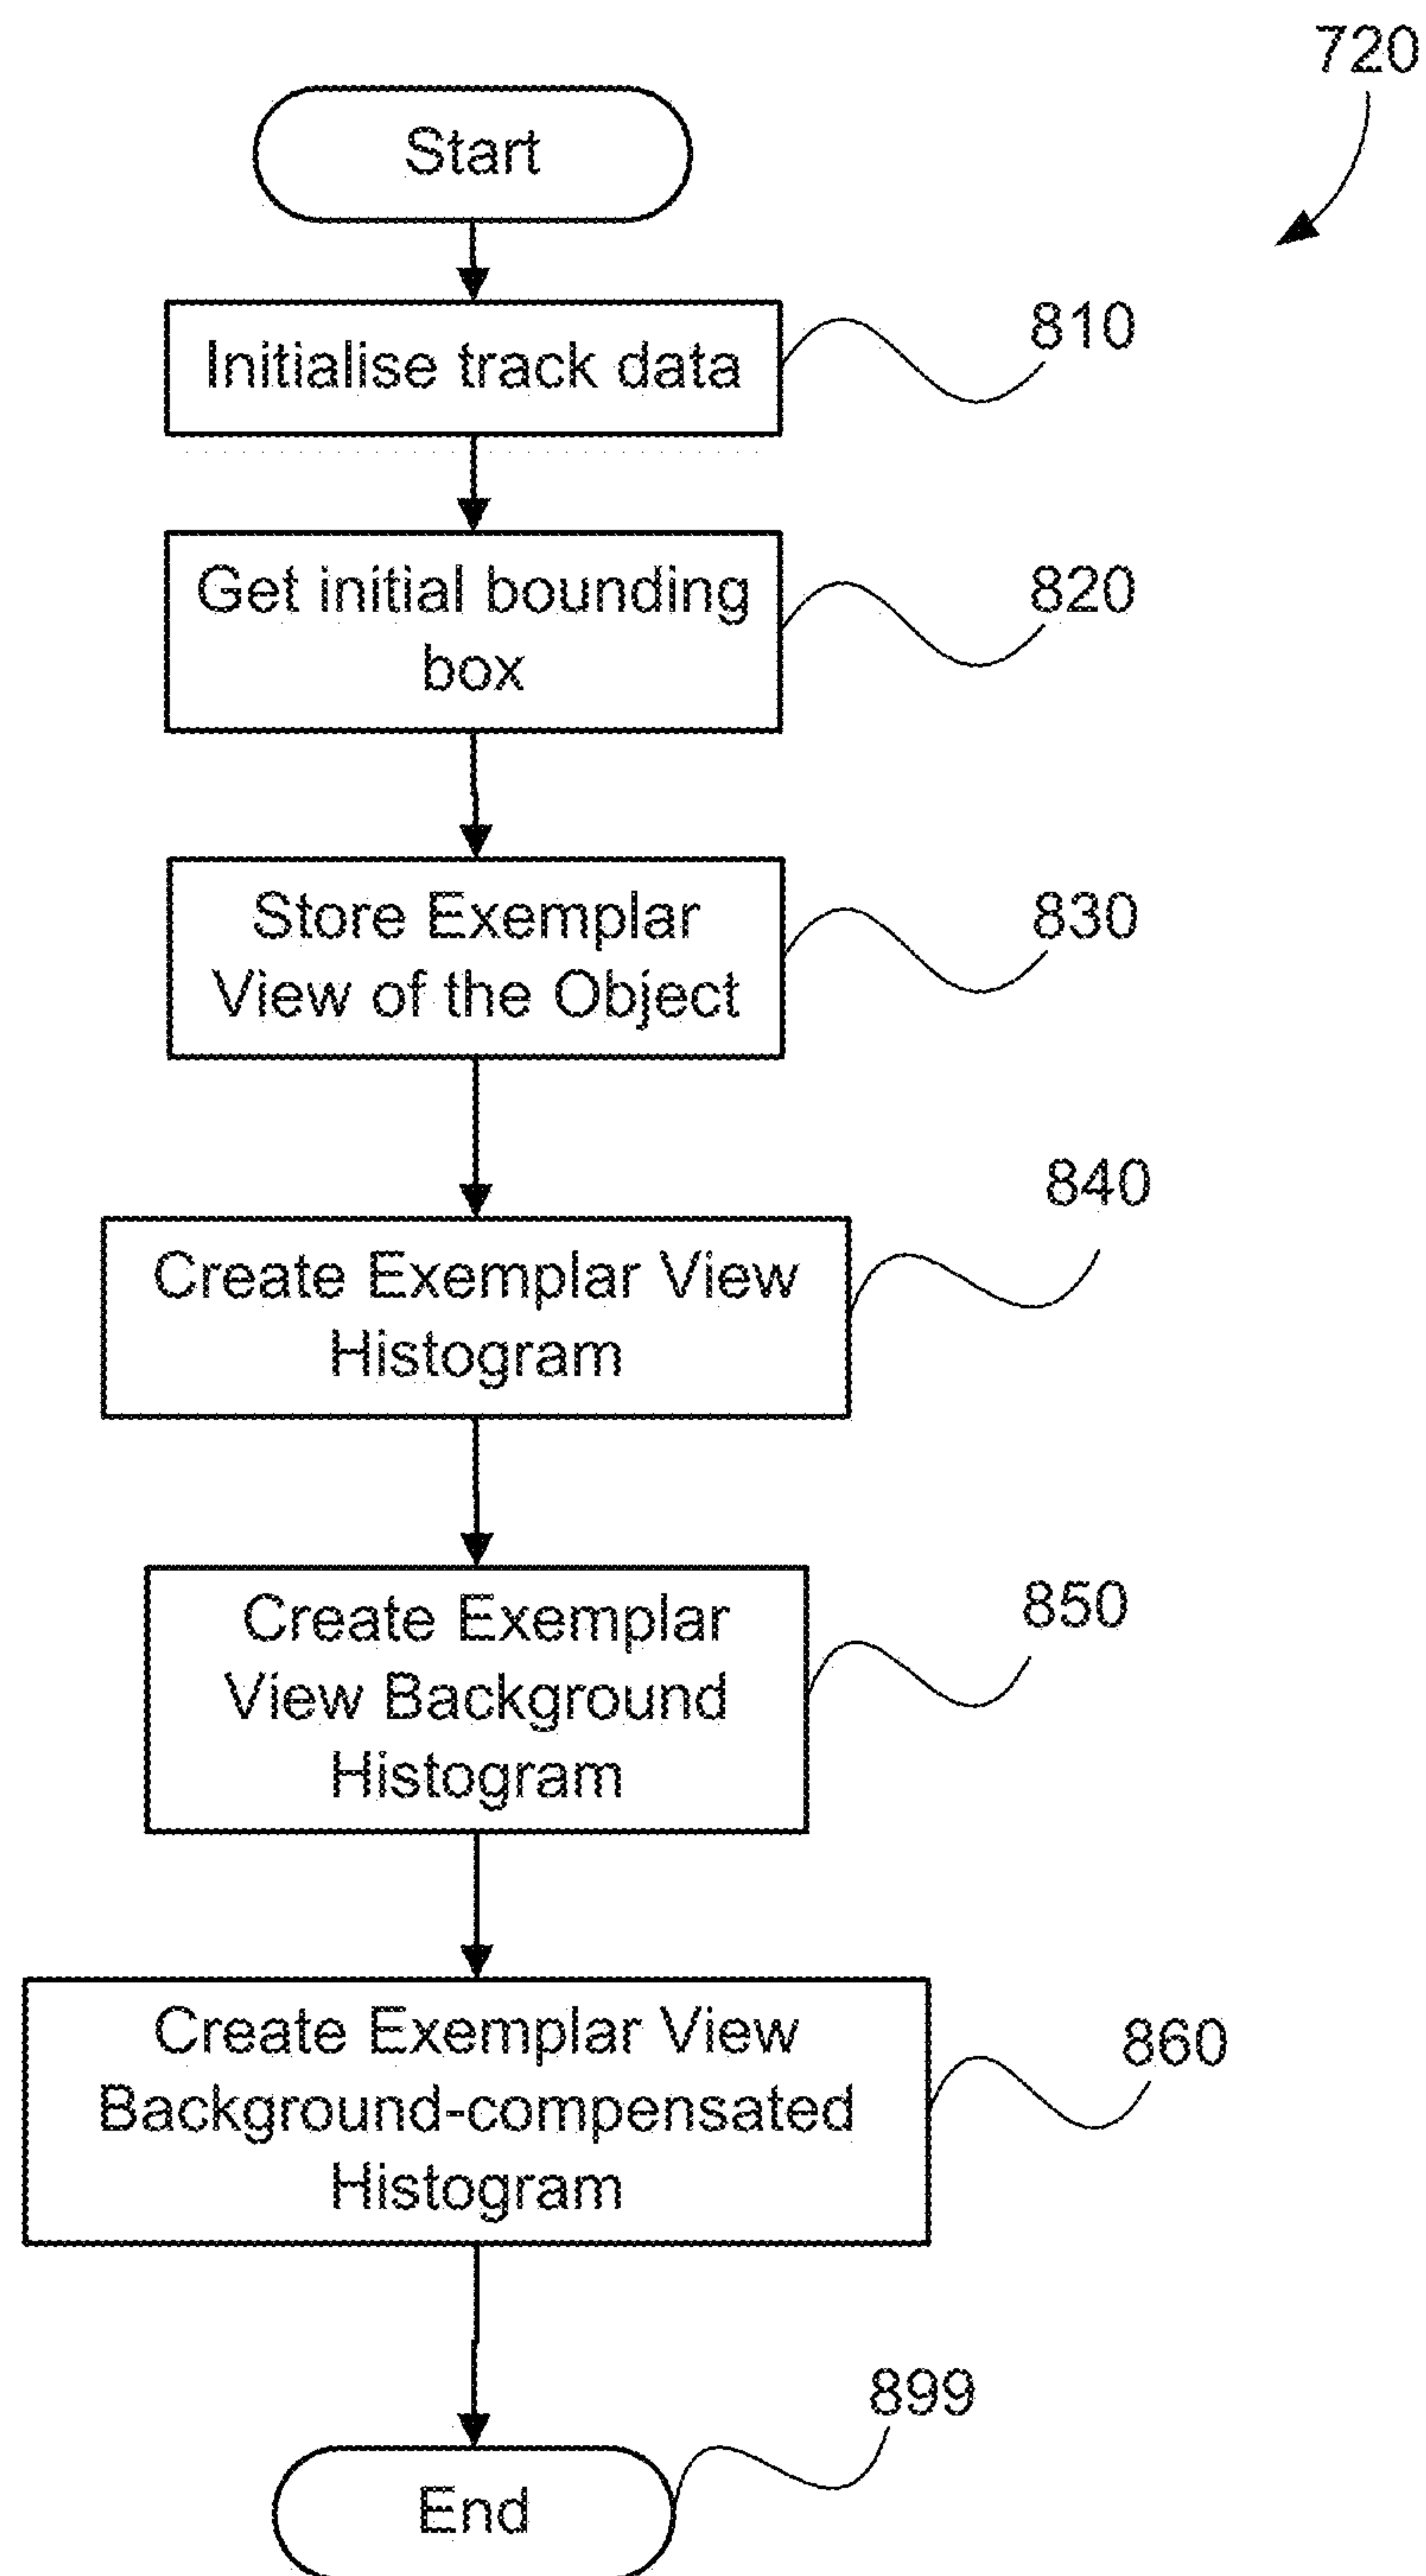 720
Start
Initialise track data
810
Get initial bounding
box
820
Store Exemplar
View of the Object
830
Create Exemplar View
Histogram
840
Create Exemplar
View Background
Histogram
850
Create Exemplar View
Background-compensated
Histogram
860
End
899